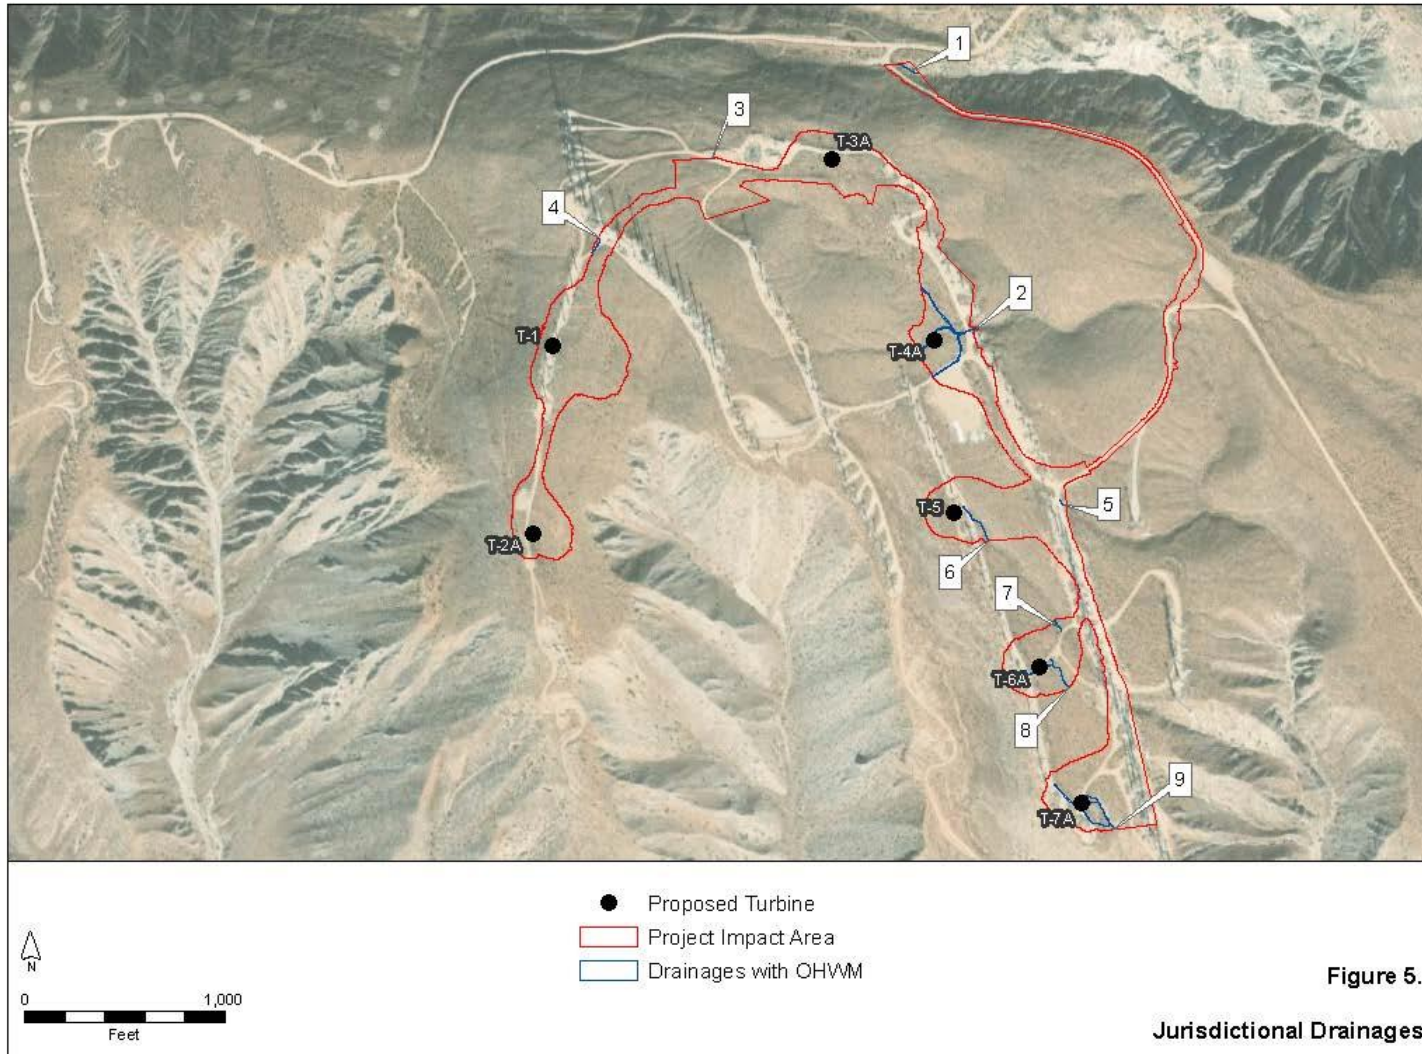 1
3
T-3A
4
2
T-1
T-4A
T-5
5
T-2A
6
7
T-6A
8
9
T-7A
Proposed Turbine
Project Impact Area
Drainages with OHWM
N
0 1,000
Feet
Figure 5.
Jurisdictional Drainages